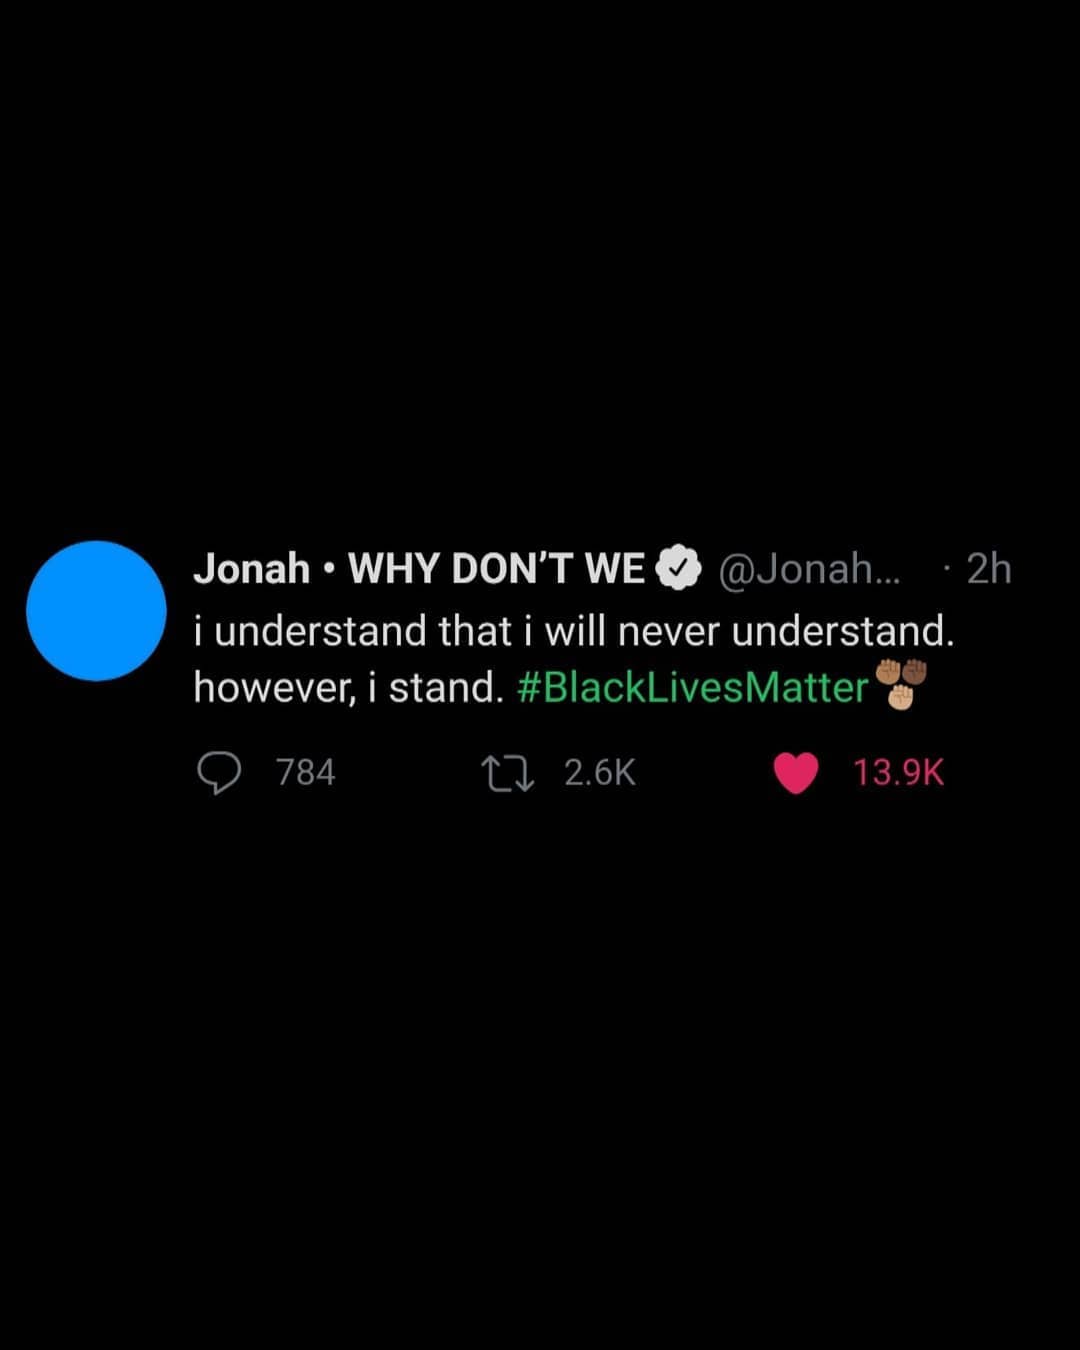 Jonah • WHY DON'T WE @Jonah... · 2h
i understand that i will never understand.
however, i stand. #BlackLivesMatter✊🏽✊🏾✊🏼
784 2.6K 13.9K